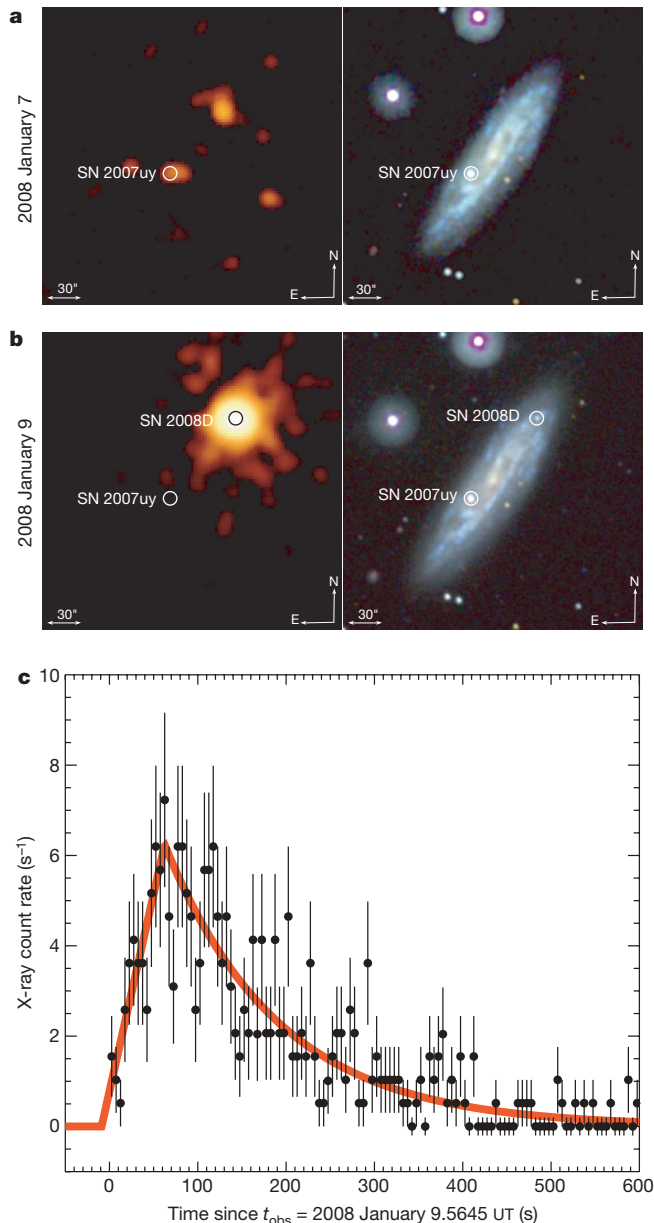 a
2008 January 7
SN 2007uy
30"
N
E
SN 2007uy
30"
N
E
b
2008 January 9
SN 2008D
SN 2007uy
30"
N
E
SN 2008D
SN 2007uy
30"
N
E
c
X-ray count rate (s⁻¹)
10
8
6
4
2
0
0 100 200 300 400 500 600
Time since t_obs = 2008 January 9.5645 UT (s)